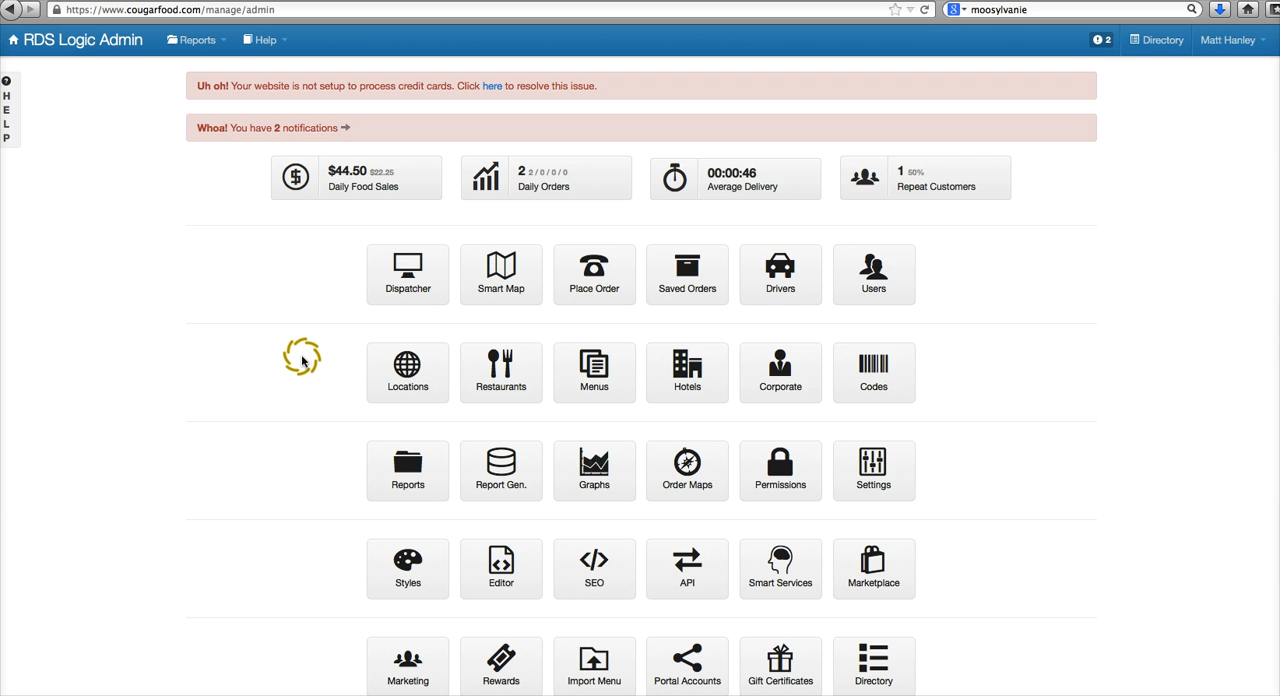 https://www.cougarfood.com/manage/admin
moosylvanie
RDS Logic Admin
Reports
Help
2
Directory
Matt Hanley
H
E
L
P
Uh oh! Your website is not setup to process credit cards. Click here to resolve this issue.
Whoa! You have 2 notifications
$44.50 $22.25
Daily Food Sales
2 2 / 0 / 0 / 0
Daily Orders
00:00:46
Average Delivery
1 50%
Repeat Customers
Dispatcher
Smart Map
Place Order
Saved Orders
Drivers
Users
Locations
Restaurants
Menus
Hotels
Corporate
Codes
Reports
Report Gen.
Graphs
Order Maps
Permissions
Settings
Styles
Editor
SEO
API
Smart Services
Marketplace
Marketing
Rewards
Import Menu
Portal Accounts
Gift Certificates
Directory